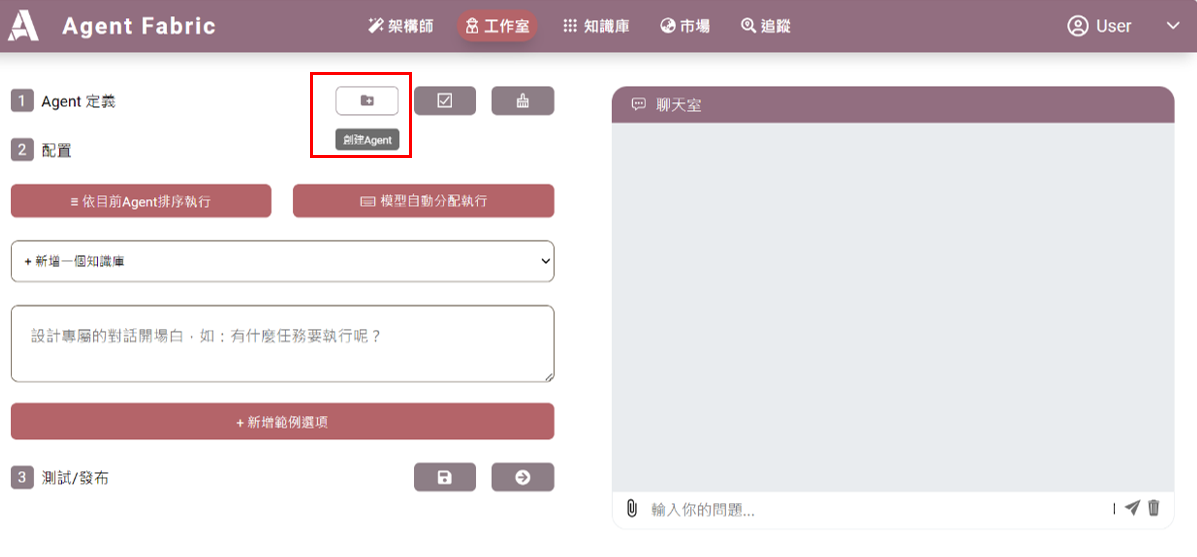 Agent Fabric
架構師
工作室
知識庫
市場
追蹤
User
1 Agent 定義
創建Agent
2 配置
依目前Agent排序執行
模型自動分配執行
+ 新增一個知識庫
設計專屬的對話開場白，如：有什麼任務要執行呢？
+ 新增範例選項
3 測試/發布
聊天室
輸入你的問題...